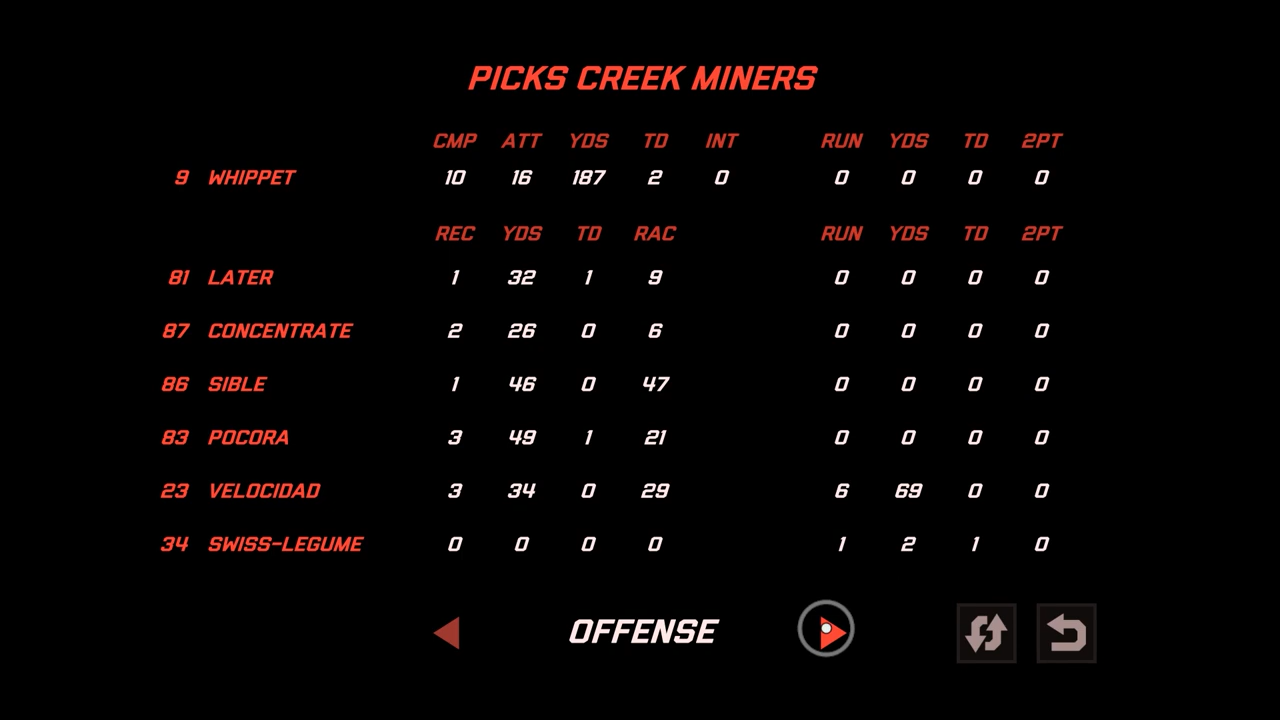 PICKS CREEK MINERS
CMP ATT YDS TD INT RUN YDS TD 2PT
9 WHIPPET 10 16 187 2 0 0 0 0 0
REC YDS TD RAC RUN YDS TD 2PT
81 LATER 1 32 1 9 0 0 0 0
87 CONCENTRATE 2 26 0 6 0 0 0 0
86 SIBLE 1 46 0 47 0 0 0 0
83 POCORA 3 49 1 21 0 0 0 0
23 VELOCIDAD 3 34 0 29 6 69 0 0
34 SWISS-LEGUME 0 0 0 0 1 2 1 0
OFFENSE